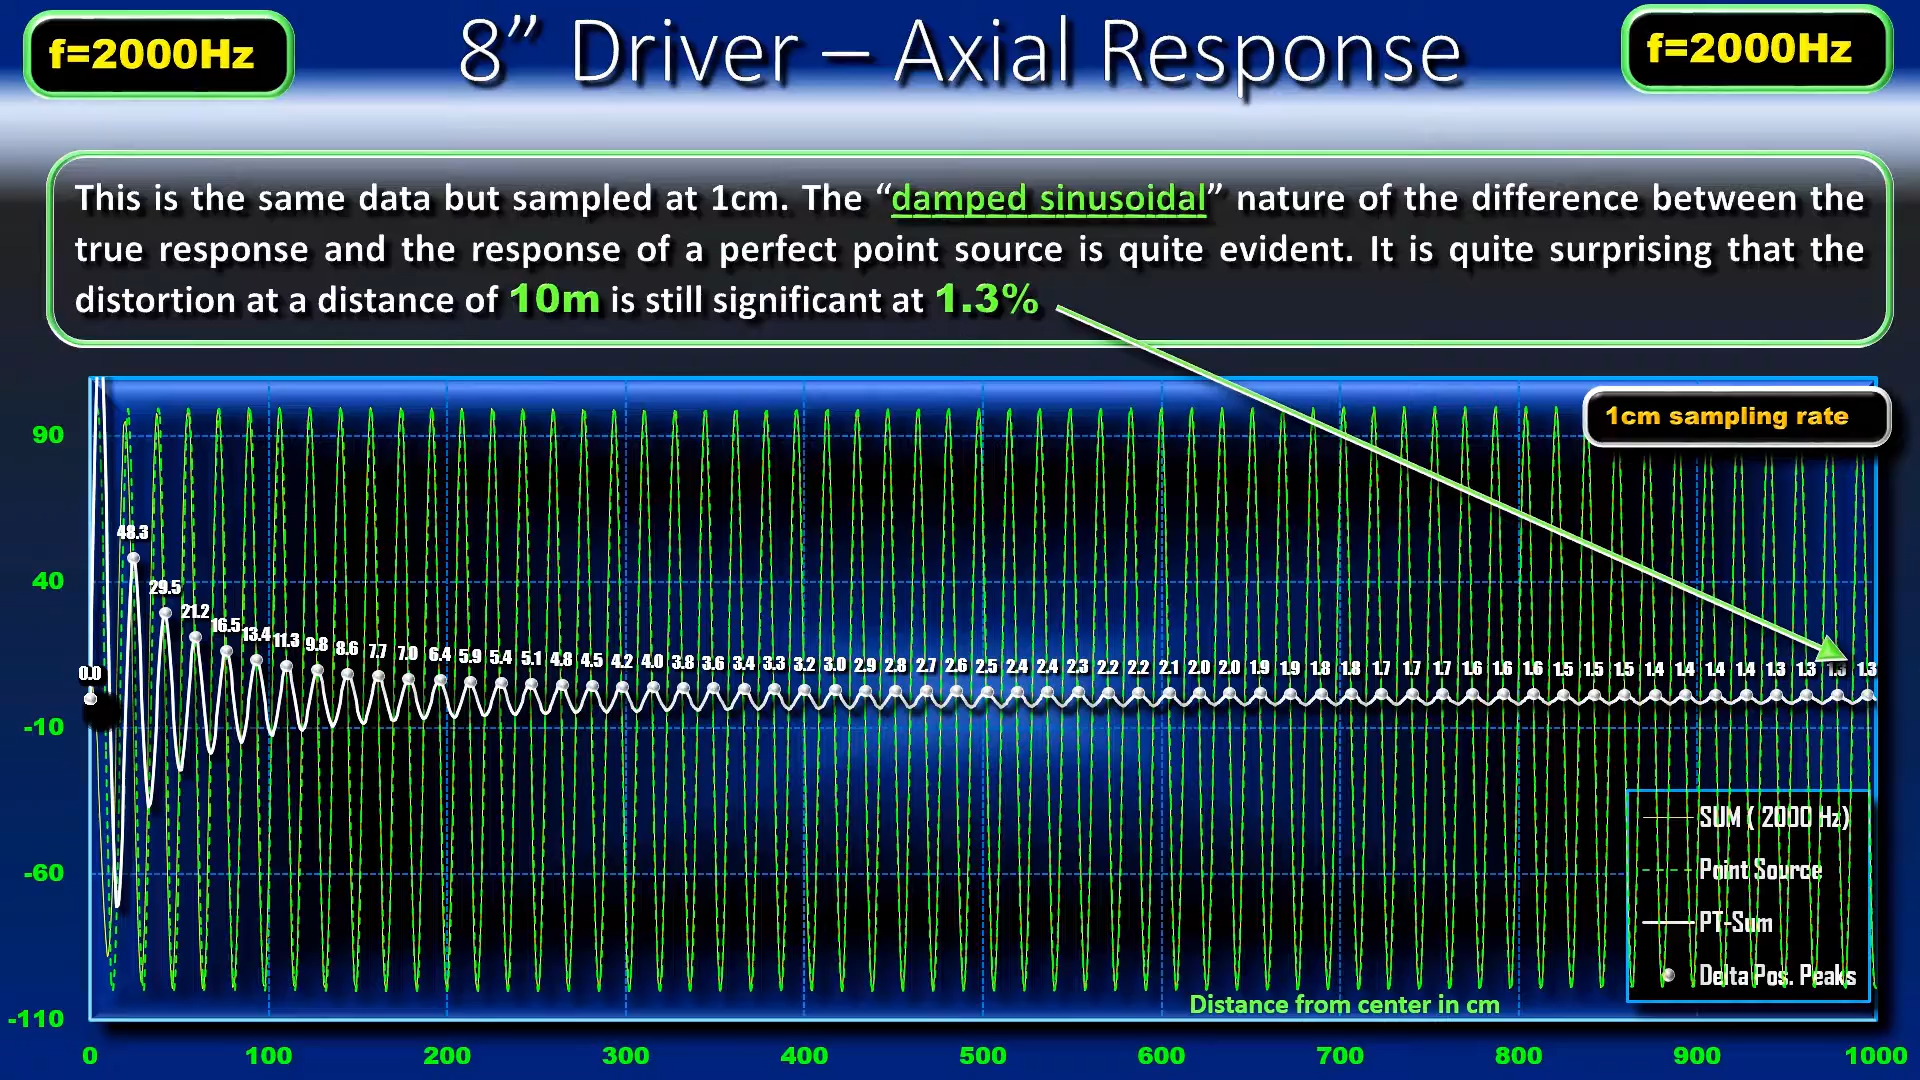 f=2000Hz
8” Driver – Axial Response
f=2000Hz
This is the same data but sampled at 1cm. The “damped sinusoidal” nature of the difference between the
true response and the response of a perfect point source is quite evident. It is quite surprising that the
distortion at a distance of 10m is still significant at 1.3%
1cm sampling rate
90
40
-10
-60
-110
0.0 48.3 29.5 21.2 16.5 13.4 11.3 9.8 8.6 7.7 7.0 6.4 5.9 5.4 5.1 4.8 4.5 4.2 4.0 3.8 3.6 3.4 3.3 3.2 3.0 2.9 2.8 2.7 2.6 2.5 2.4 2.4 2.3 2.2 2.2 2.1 2.0 2.0 1.9 1.9 1.8 1.8 1.7 1.7 1.7 1.6 1.6 1.6 1.5 1.5 1.5 1.4 1.4 1.4 1.4 1.3 1.3 1.3 1.3
SUM ( 2000 Hz)
Point Source
PT-Sum
Delta Pos. Peaks
Distance from center in cm
0 100 200 300 400 500 600 700 800 900 1000